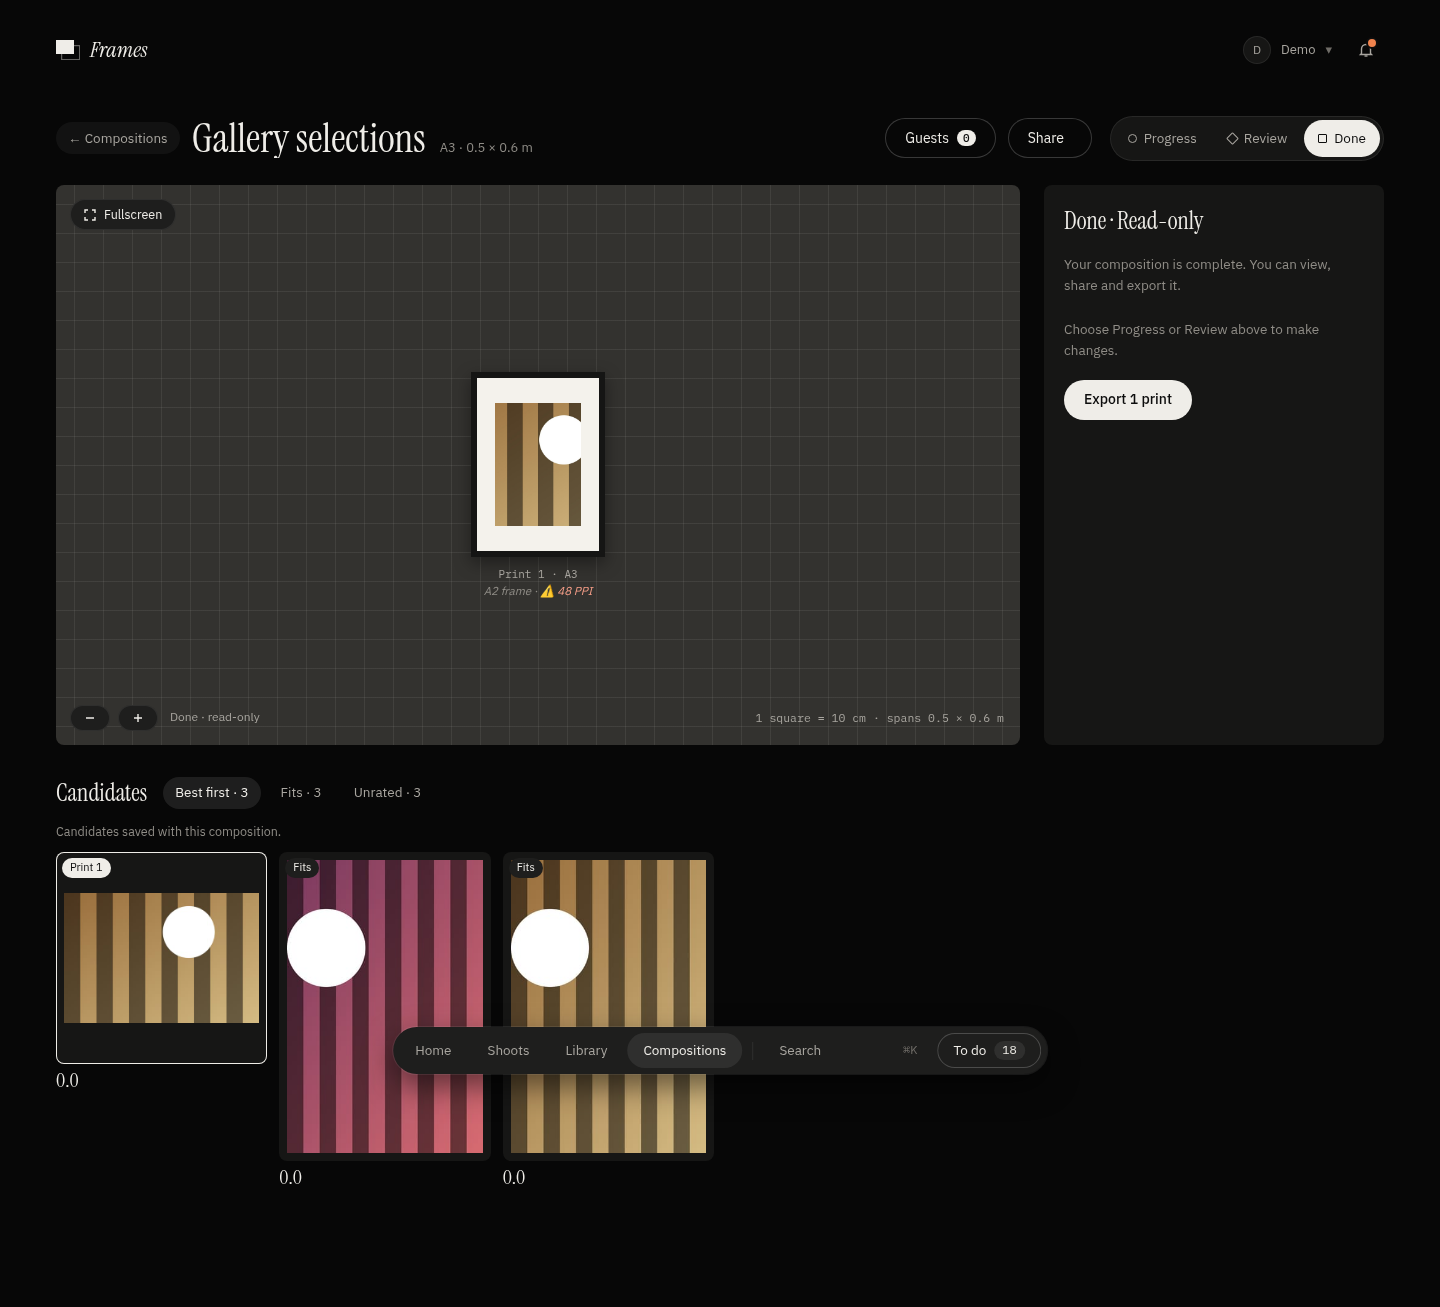 Frames
D Demo ▾
← Compositions
Gallery selections
A3 · 0.5 × 0.6 m
Guests 0
Share
Progress
Review
Done
Fullscreen
Print 1 · A3
A2 frame · ⚠️ 48 PPI
− + Done · read-only
1 square = 10 cm · spans 0.5 × 0.6 m
Done · Read-only
Your composition is complete. You can view,
share and export it.
Choose Progress or Review above to make
changes.
Export 1 print
Candidates
Best first · 3
Fits · 3
Unrated · 3
Candidates saved with this composition.
Print 1
Fits
Fits
Home
Shoots
Library
Compositions
Search
⌘K
To do 18
0.0
0.0
0.0